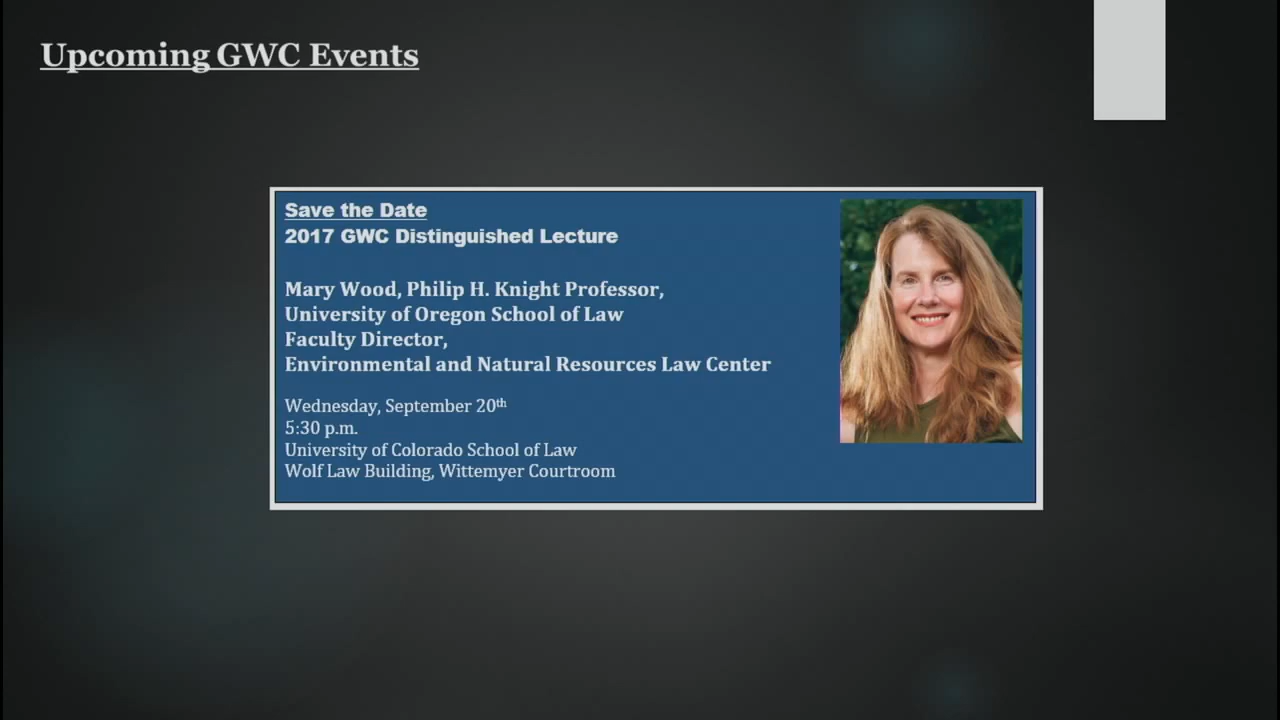 Upcoming GWC Events
Save the Date
2017 GWC Distinguished Lecture
Mary Wood, Philip H. Knight Professor,
University of Oregon School of Law
Faculty Director,
Environmental and Natural Resources Law Center
Wednesday, September 20th
5:30 p.m.
University of Colorado School of Law
Wolf Law Building, Wittemyer Courtroom